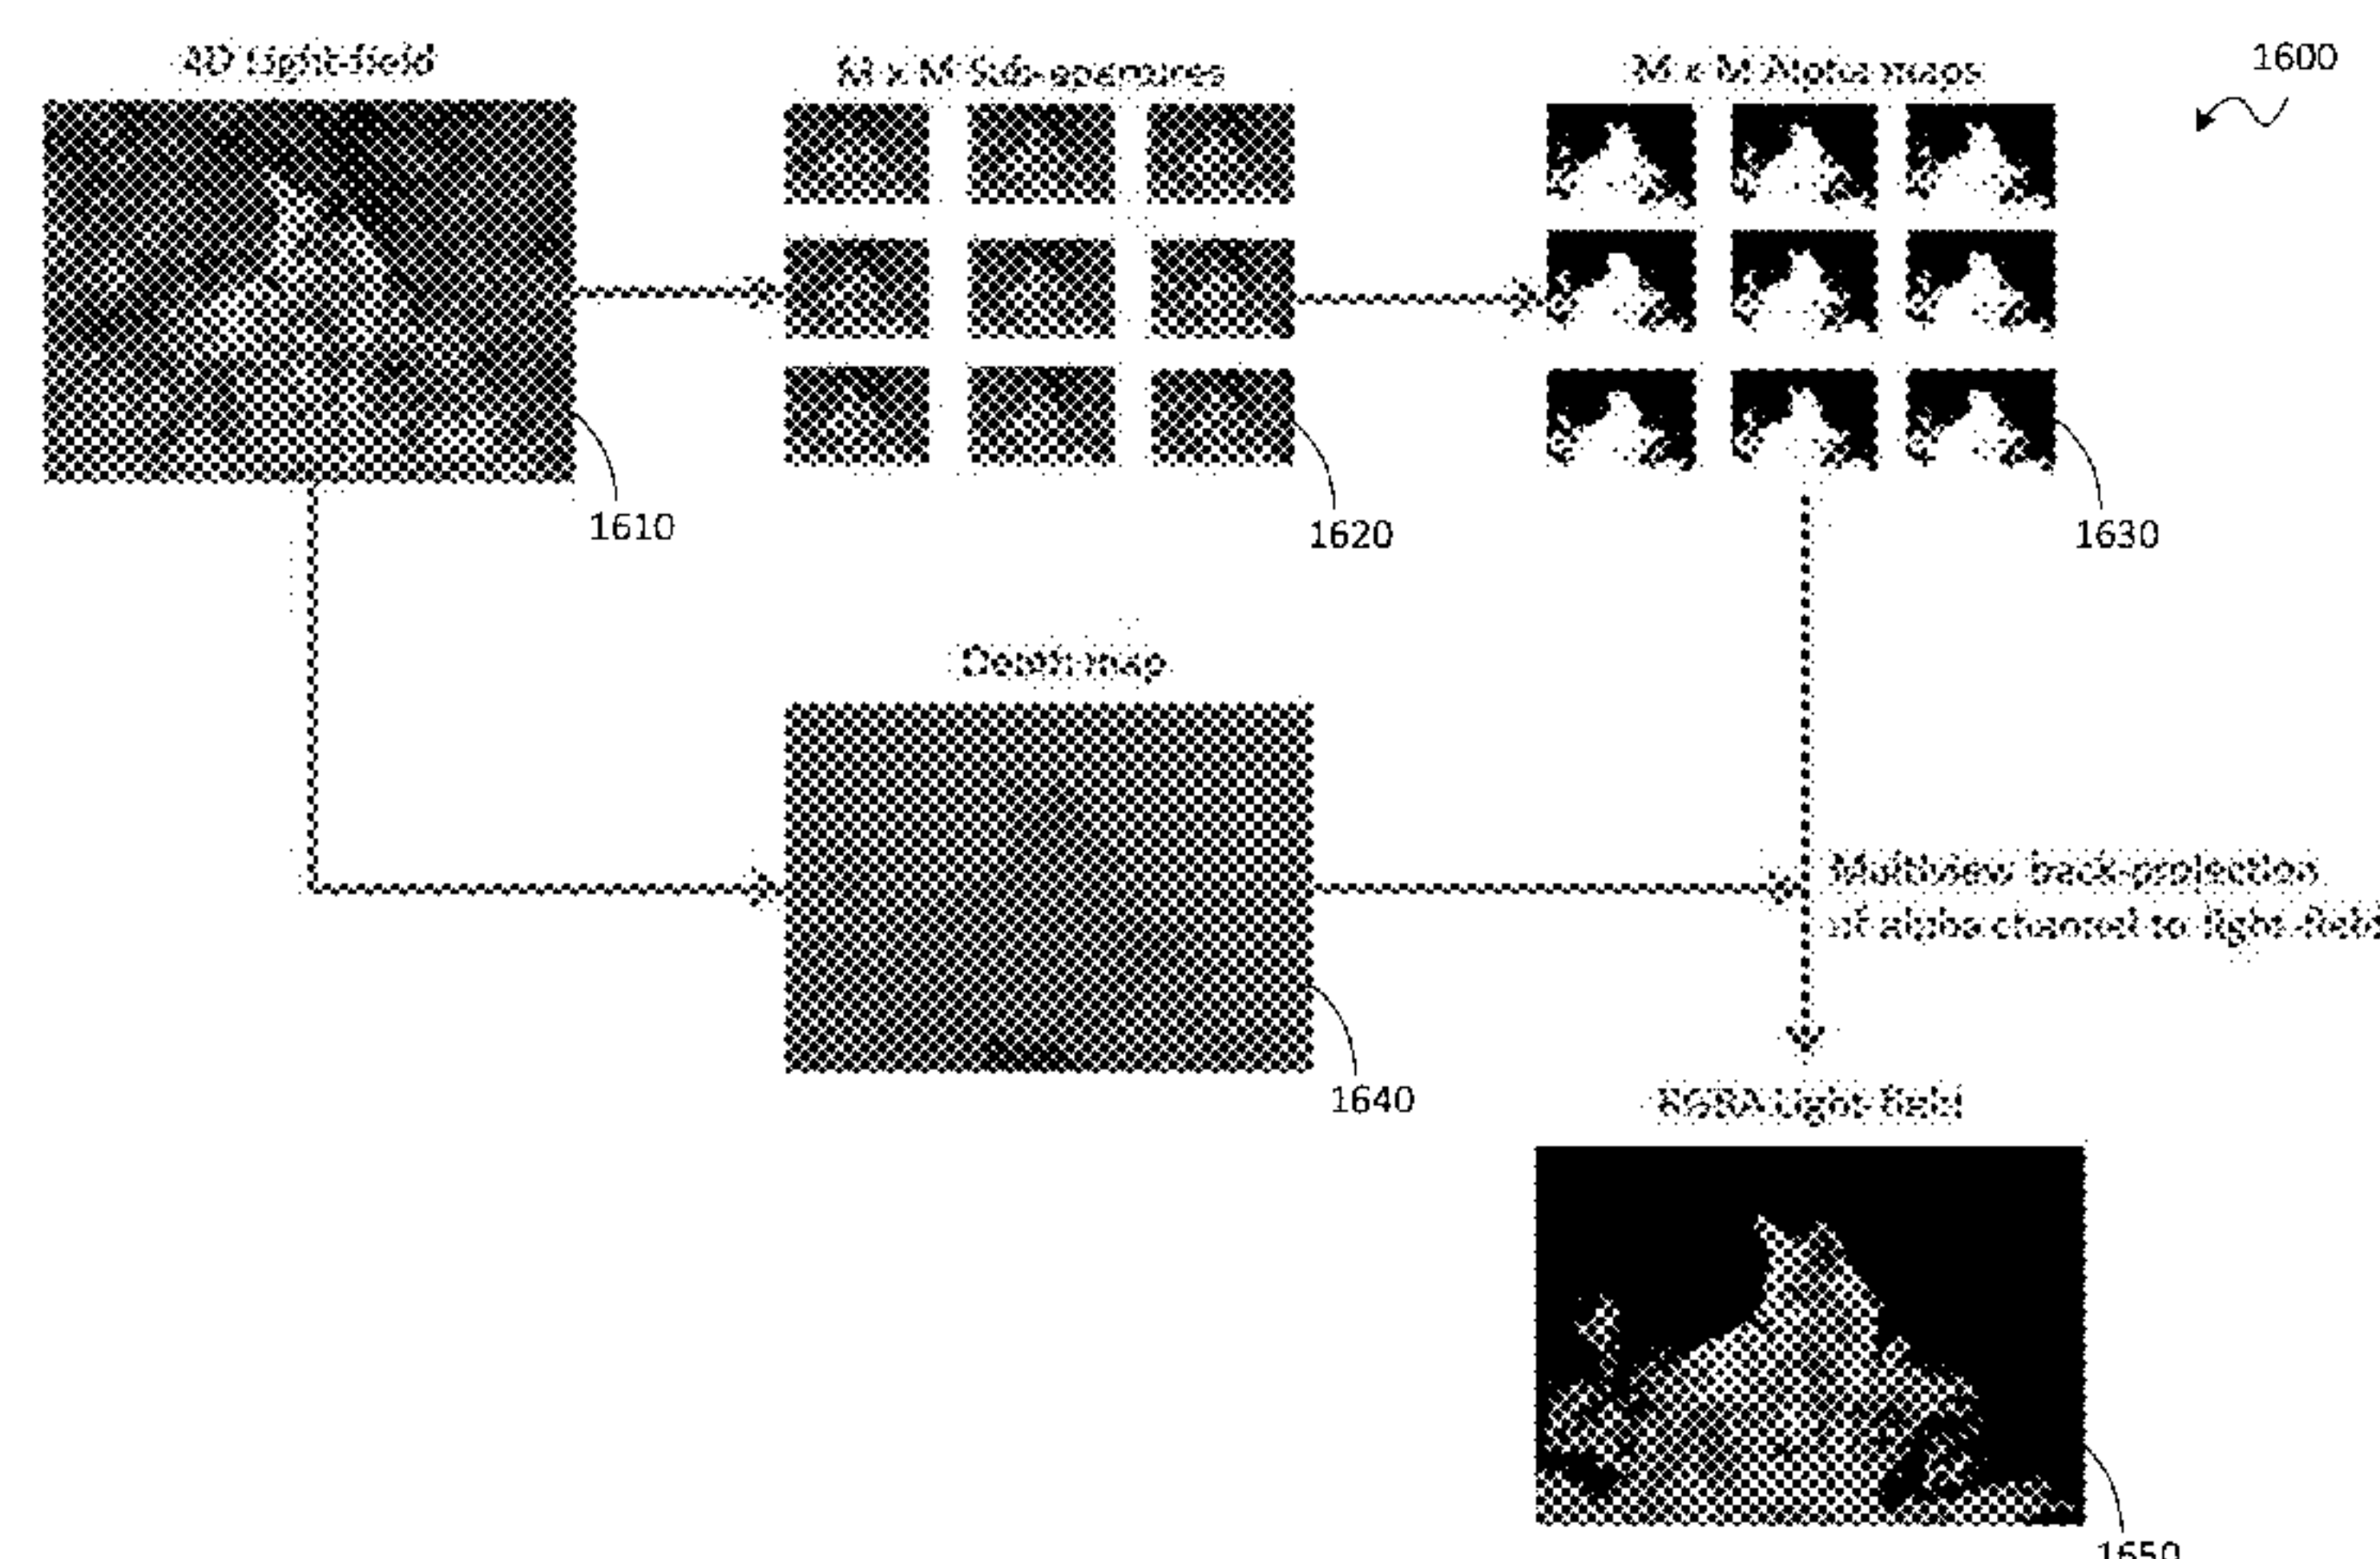 4D Light-field
M x M Sub-apertures
M x M Alpha maps
1600
1610
1620
1630
Depth map
Multiview back-projection
of alpha channel to light-field
1640
RGBA Light-field
1650